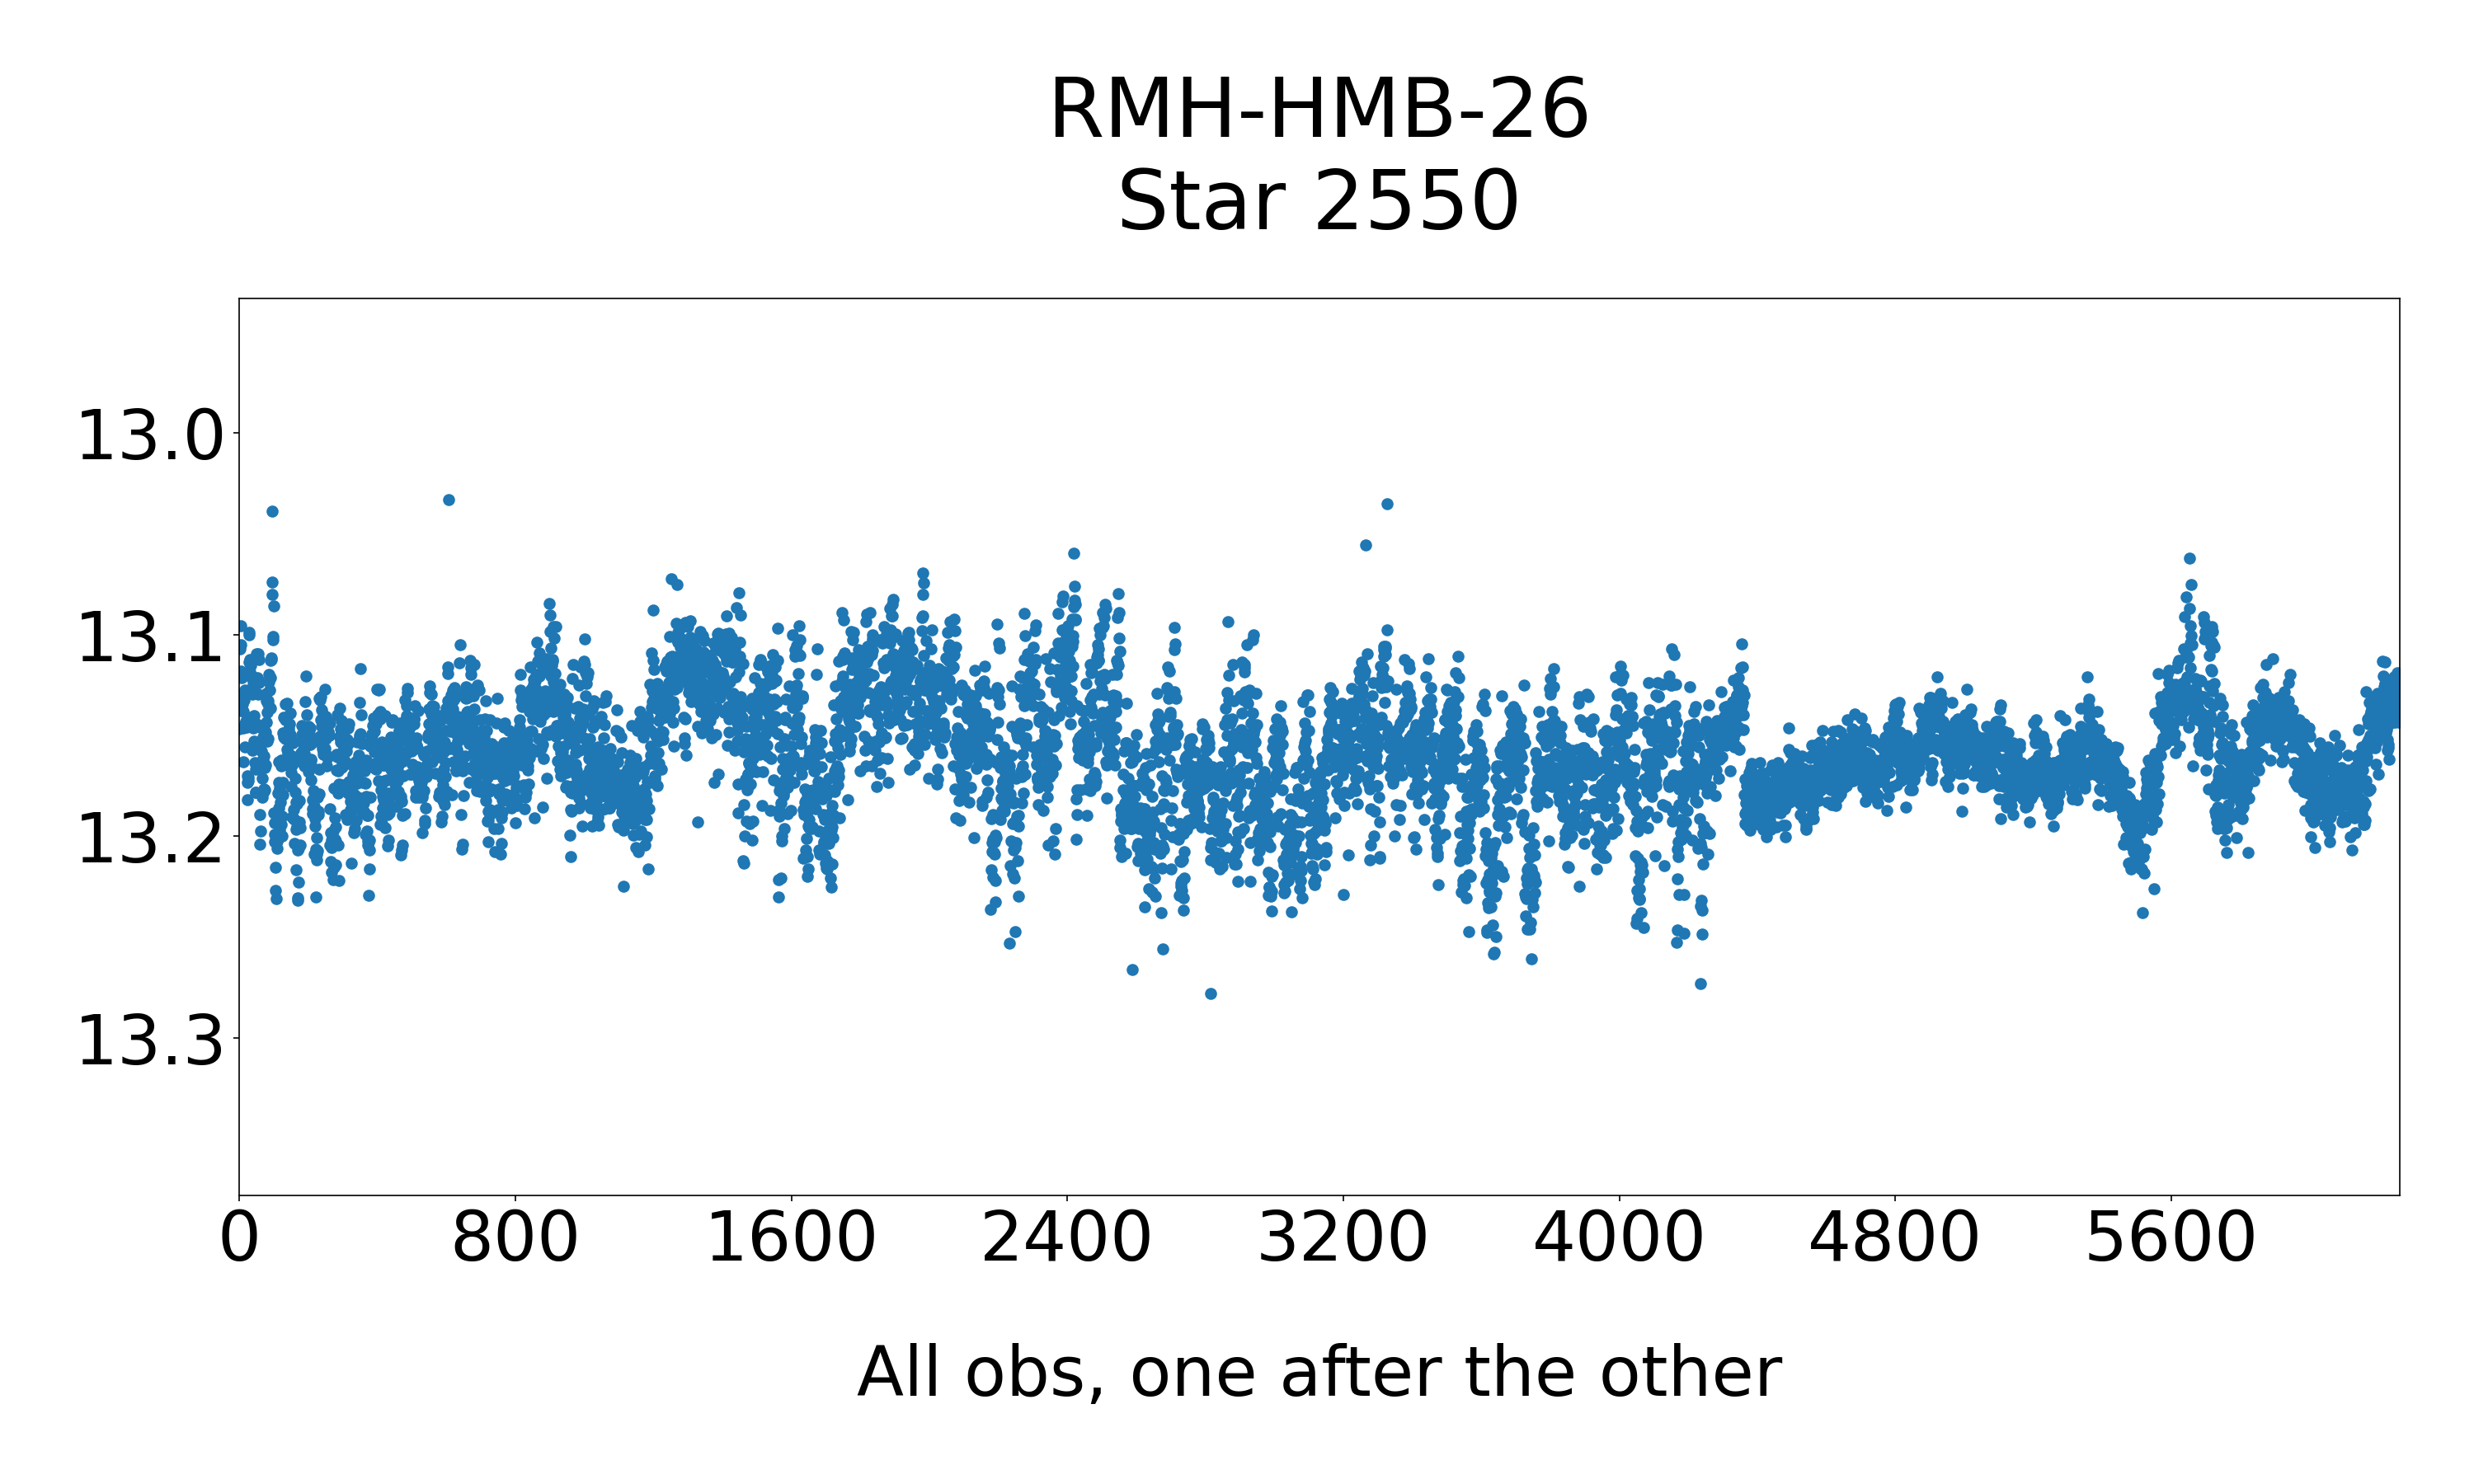 RMH-HMB-26
Star 2550
13.0
13.1
13.2
13.3
0 800 1600 2400 3200 4000 4800 5600
All obs, one after the other